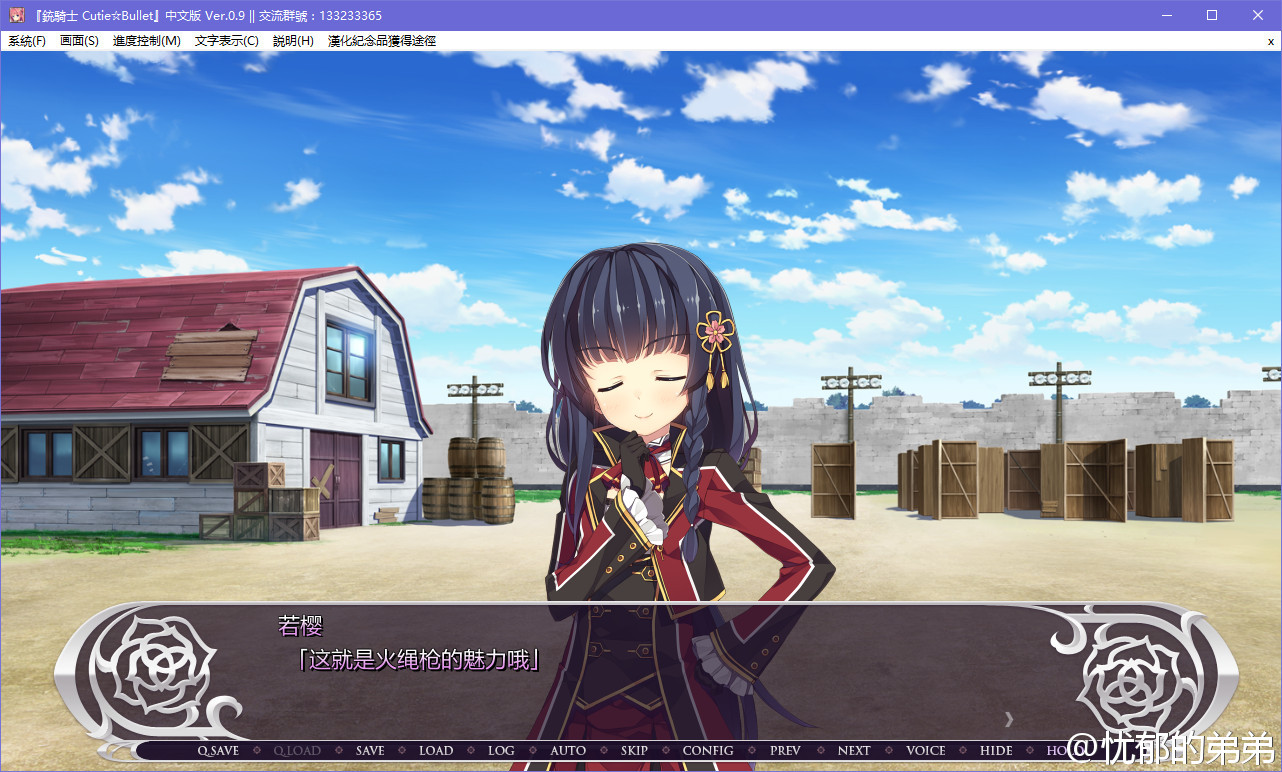 『銃騎士 Cutie☆Bullet』中文版 Ver.0.9 || 交流群號：133233365
系统(F) 画面(S) 進度控制(M) 文字表示(C) 説明(H) 漢化紀念品獲得途徑 x
若樱
「这就是火绳枪的魅力哦」
Q.SAVE Q.LOAD SAVE LOAD LOG AUTO SKIP CONFIG PREV NEXT VOICE HIDE
@忧郁的弟弟